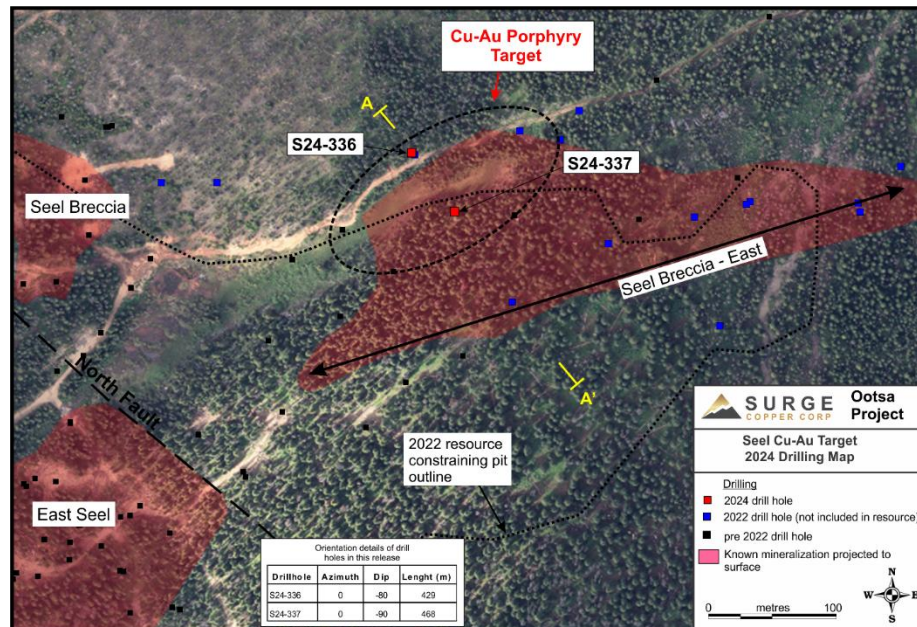 Cu-Au Porphyry
Target
A
S24-336
S24-337
Seel Breccia
Seel Breccia - East
North Fault
A'
2022 resource
constraining pit
outline
East Seel
Orientation details of drill
holes in this release
Drillhole Azimuth Dip Lenght (m)
S24-336 0 -80 429
S24-337 0 -90 468
SURGE
COPPER CORP
Ootsa
Project
Seel Cu-Au Target
2024 Drilling Map
Drilling
2024 drill hole
2022 drill hole (not included in resource)
pre 2022 drill hole
Known mineralization projected to
surface
0 metres 100
N
W E
S